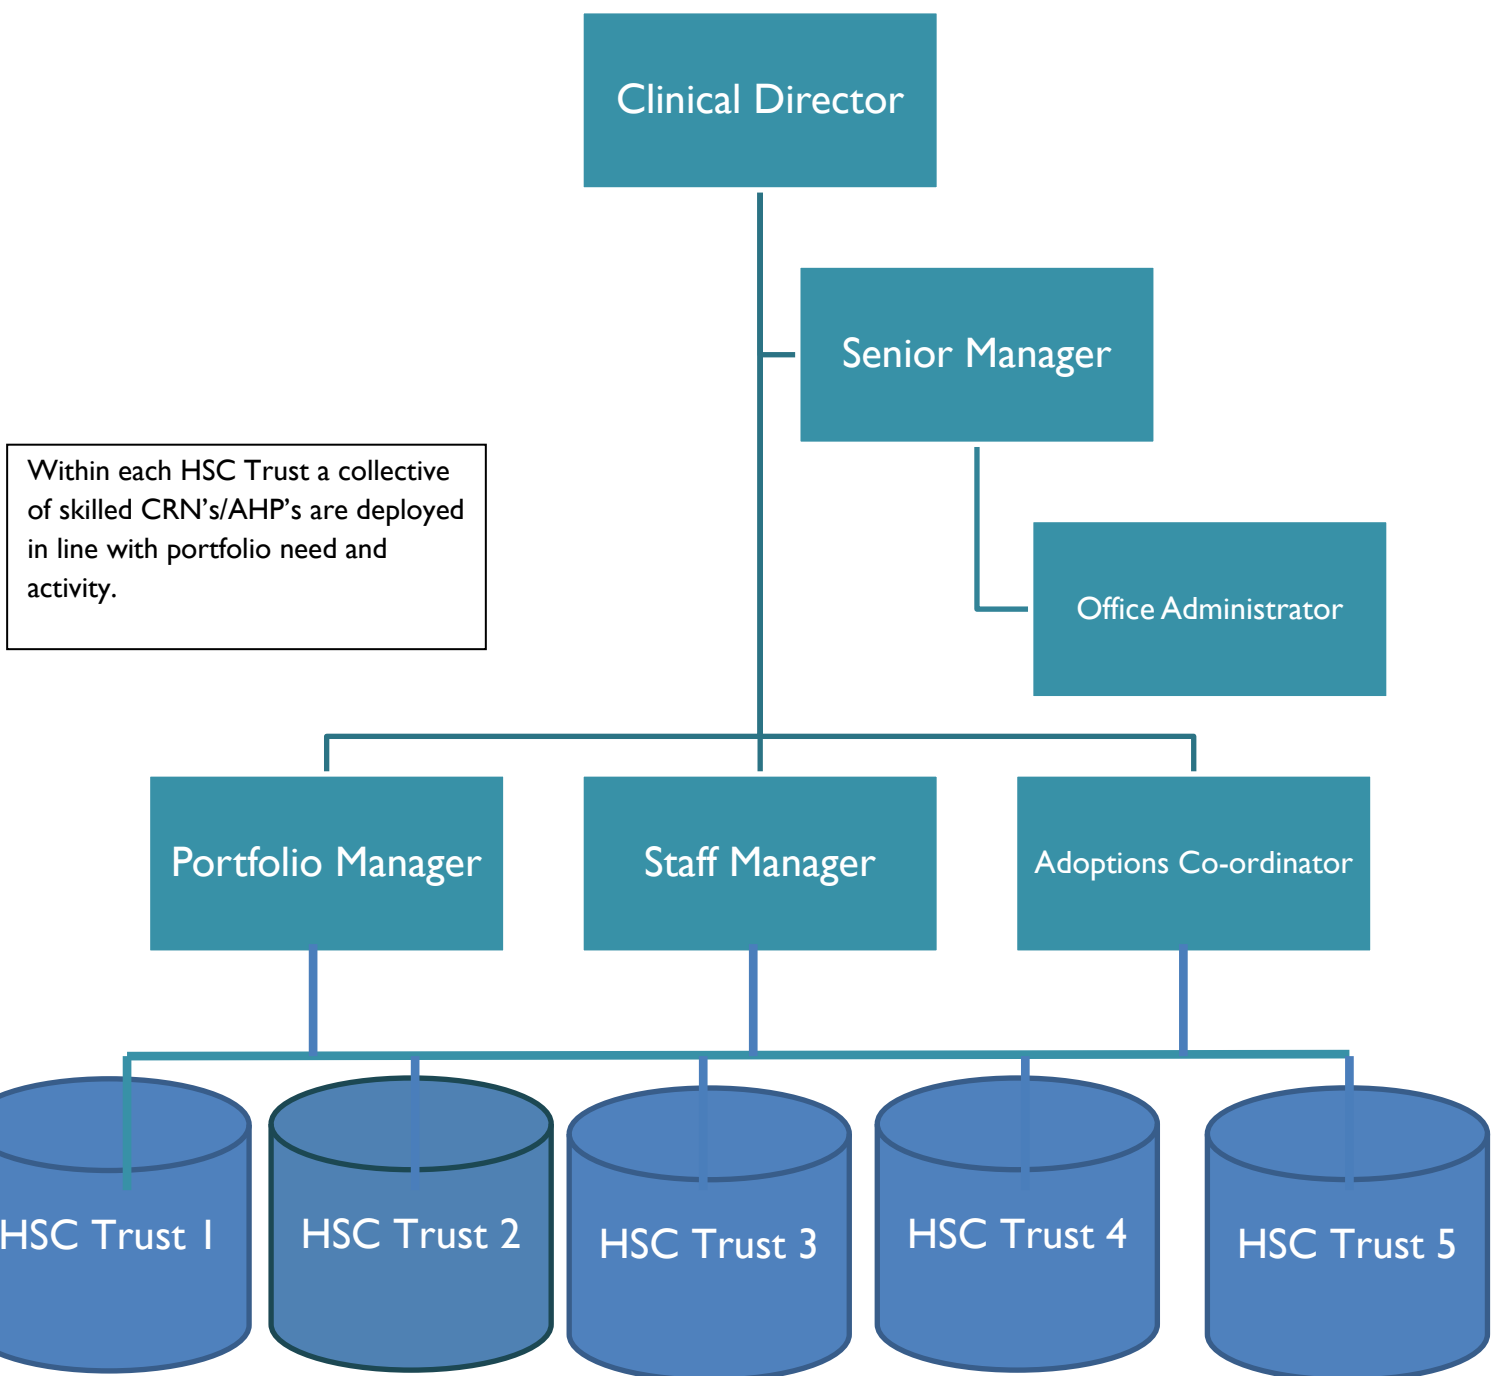 Clinical Director
Senior Manager
Within each HSC Trust a collective
of skilled CRN’s/AHP’s are deployed
in line with portfolio need and
activity.
Office Administrator
Portfolio Manager
Staff Manager
Adoptions Co-ordinator
HSC Trust 1
HSC Trust 2
HSC Trust 3
HSC Trust 4
HSC Trust 5